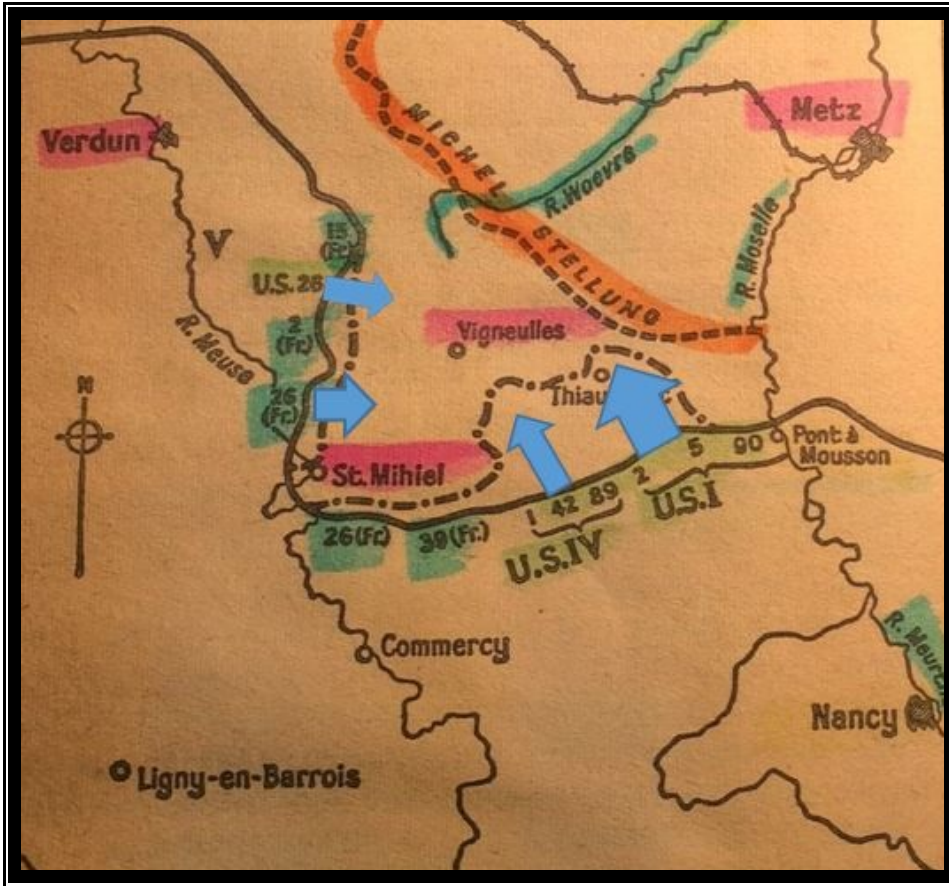 Verdun
MICHEL STELLUNG
Metz
R. Woevre
R. Moselle
V
15
(Fr)
U.S. 26
2
(Fr.)
R. Meuse
26
(Fr.)
Vigneulles
N
St. Mihiel
Pont à
Mousson
26 (Fr.)
39 (Fr.)
1 42 89
2 5 90
U.S. IV
U.S. I
Commercy
Nancy
Ligny-en-Barrois